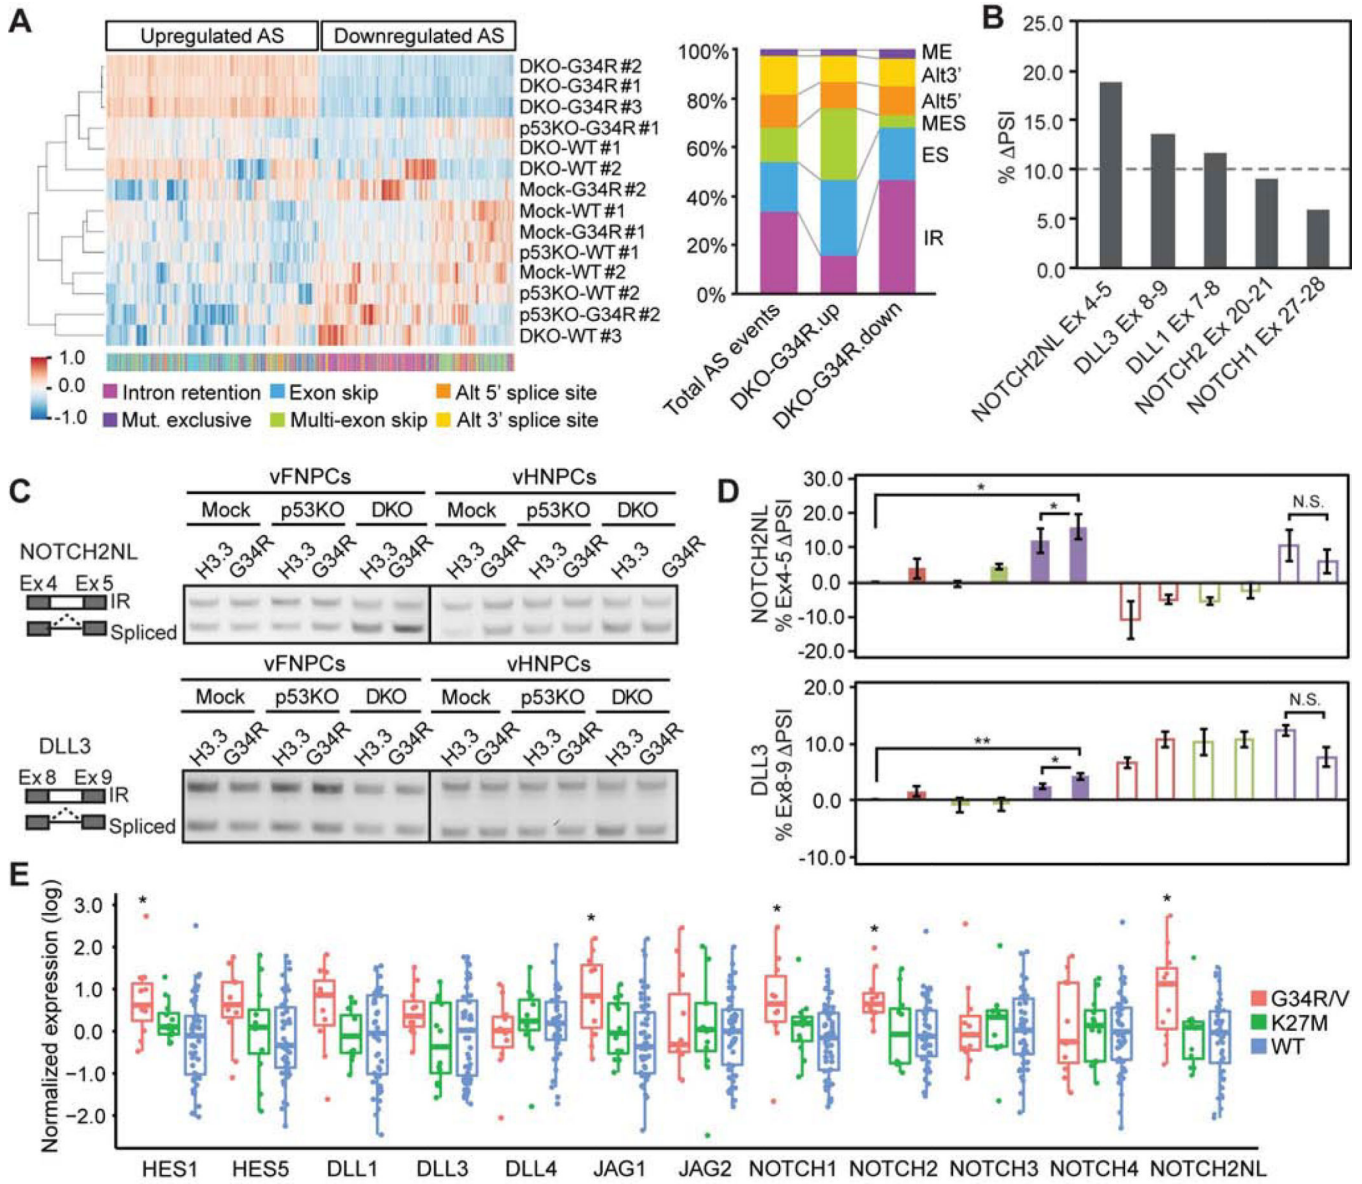 A
Upregulated AS
Downregulated AS
DKO-G34R #2
DKO-G34R #1
DKO-G34R #3
p53KO-G34R #1
DKO-WT #1
DKO-WT #2
Mock-G34R #2
Mock-WT #1
Mock-G34R #1
p53KO-WT #1
Mock-WT #2
p53KO-WT #2
p53KO-G34R #2
DKO-WT #3
1.0
0.0
-1.0
Intron retention
Exon skip
Alt 5' splice site
Mut. exclusive
Multi-exon skip
Alt 3' splice site
100%
80%
60%
40%
20%
0%
ME
Alt3'
Alt5'
MES
ES
IR
Total AS events
DKO-G34R.up
DKO-G34R.down
B
% ΔPSI
25.0
20.0
15.0
10.0
5.0
0.0
NOTCH2NL Ex 4-5
DLL3 Ex 8-9
DLL1 Ex 7-8
NOTCH2 Ex 20-21
NOTCH1 Ex 27-28
C
vFNPCs
vHNPCs
Mock
p53KO
DKO
Mock
p53KO
DKO
H3.3
G34R
H3.3
G34R
H3.3
G34R
H3.3
G34R
H3.3
G34R
H3.3
G34R
NOTCH2NL
Ex4 Ex5
IR
Spliced
vFNPCs
vHNPCs
Mock
p53KO
DKO
Mock
p53KO
DKO
H3.3
G34R
H3.3
G34R
H3.3
G34R
H3.3
G34R
H3.3
G34R
H3.3
G34R
DLL3
Ex8 Ex9
IR
Spliced
D
NOTCH2NL
% Ex4-5 ΔPSI
30.0
20.0
10.0
0.0
-10.0
-20.0
*
*
N.S.
DLL3
% Ex8-9 ΔPSI
20.0
10.0
0.0
-10.0
**
*
N.S.
E
Normalized expression (log)
3.0
2.0
1.0
0.0
−1.0
−2.0
*
*
*
*
*
G34R/V
K27M
WT
HES1
HES5
DLL1
DLL3
DLL4
JAG1
JAG2
NOTCH1
NOTCH2
NOTCH3
NOTCH4
NOTCH2NL